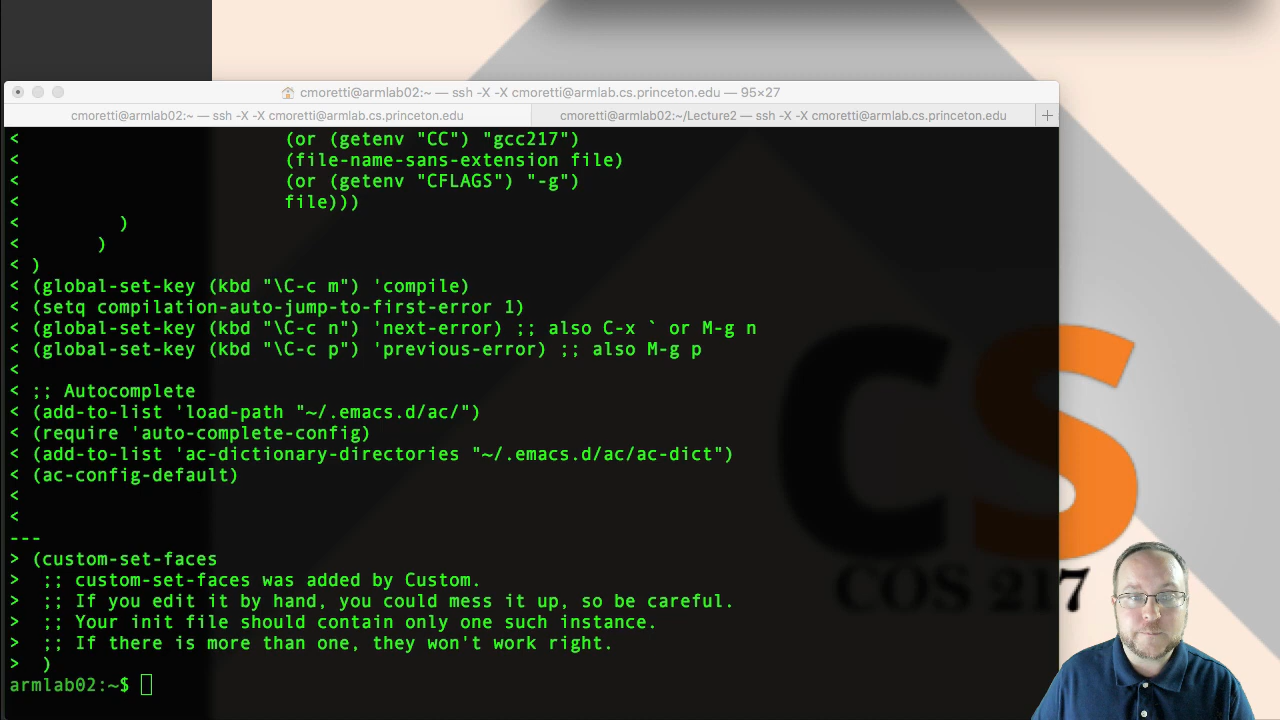 cmoretti@armlab02:~ — ssh -X -X cmoretti@armlab.cs.princeton.edu — 95×27
cmoretti@armlab02:~ — ssh -X -X cmoretti@armlab.cs.princeton.edu
cmoretti@armlab02:~/Lecture2 — ssh -X -X cmoretti@armlab.cs.princeton.edu
+
< (or (getenv "CC") "gcc217")
< (file-name-sans-extension file)
< (or (getenv "CFLAGS") "-g")
< file)))
< )
< )
< )
< (global-set-key (kbd "\C-c m") 'compile)
< (setq compilation-auto-jump-to-first-error 1)
< (global-set-key (kbd "\C-c n") 'next-error) ;; also C-x ` or M-g n
< (global-set-key (kbd "\C-c p") 'previous-error) ;; also M-g p
<
< ;; Autocomplete
< (add-to-list 'load-path "~/.emacs.d/ac/")
< (require 'auto-complete-config)
< (add-to-list 'ac-dictionary-directories "~/.emacs.d/ac/ac-dict")
< (ac-config-default)
<
<
---
> (custom-set-faces
> ;; custom-set-faces was added by Custom.
> ;; If you edit it by hand, you could mess it up, so be careful.
> ;; Your init file should contain only one such instance.
> ;; If there is more than one, they won't work right.
> )
armlab02:~$
CS
COS 217